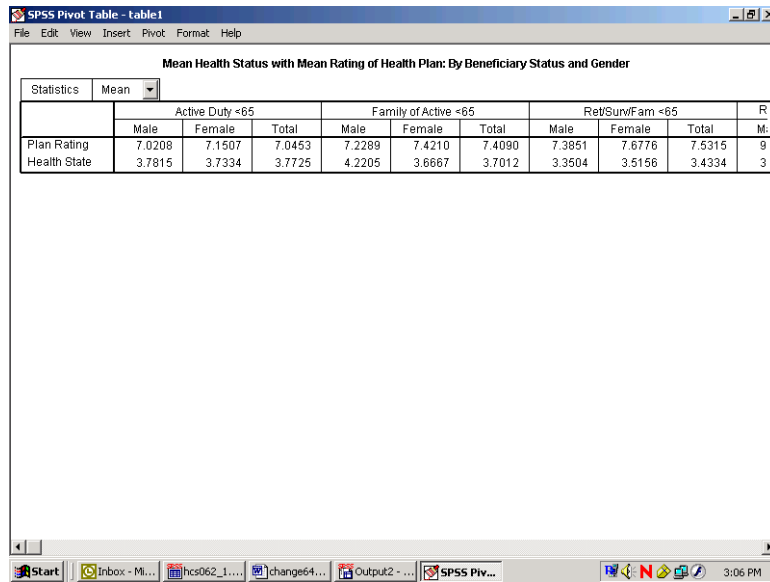 SPSS Pivot Table - table1
File Edit View Insert Pivot Format Help
Mean Health Status with Mean Rating of Health Plan: By Beneficiary Status and Gender
Statistics Mean
Active Duty <65 Family of Active <65 Ret/Surv/Fam <65 R
Male Female Total Male Female Total Male Female Total M
Plan Rating 7.0208 7.1507 7.0453 7.2289 7.4210 7.4090 7.3851 7.6776 7.5315 9
Health State 3.7815 3.7334 3.7725 4.2205 3.6667 3.7012 3.3504 3.5156 3.4334 3
Start Inbox - Mi... hcs062_1.... change64... Output2 - ... SPSS Piv... N 3:06 PM